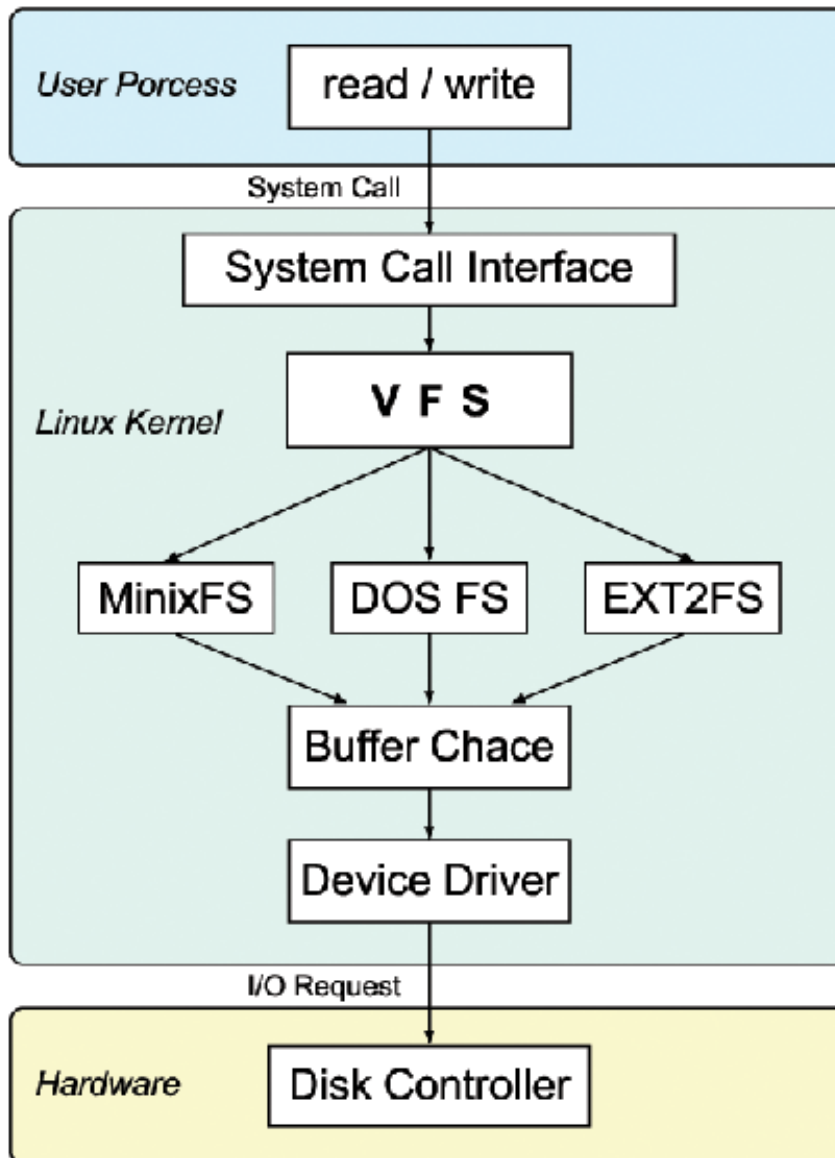 User Porcess
read / write
System Call
System Call Interface
V F S
Linux Kernel
MinixFS
DOS FS
EXT2FS
Buffer Chace
Device Driver
I/O Request
Hardware
Disk Controller